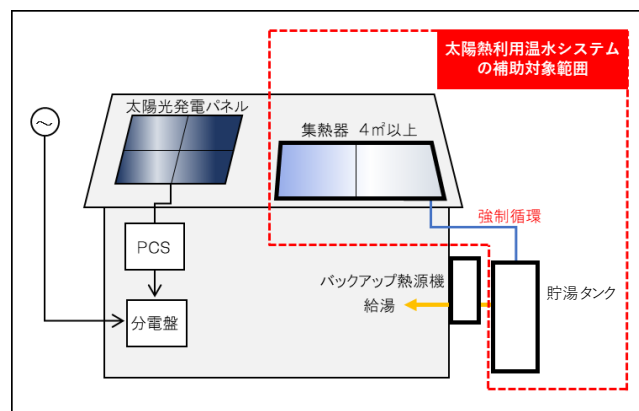 太陽熱利用温水システム
の補助対象範囲
太陽光発電パネル
集熱器 4㎡以上
強制循環
PCS
バックアップ熱源機
給湯
貯湯タンク
分電盤